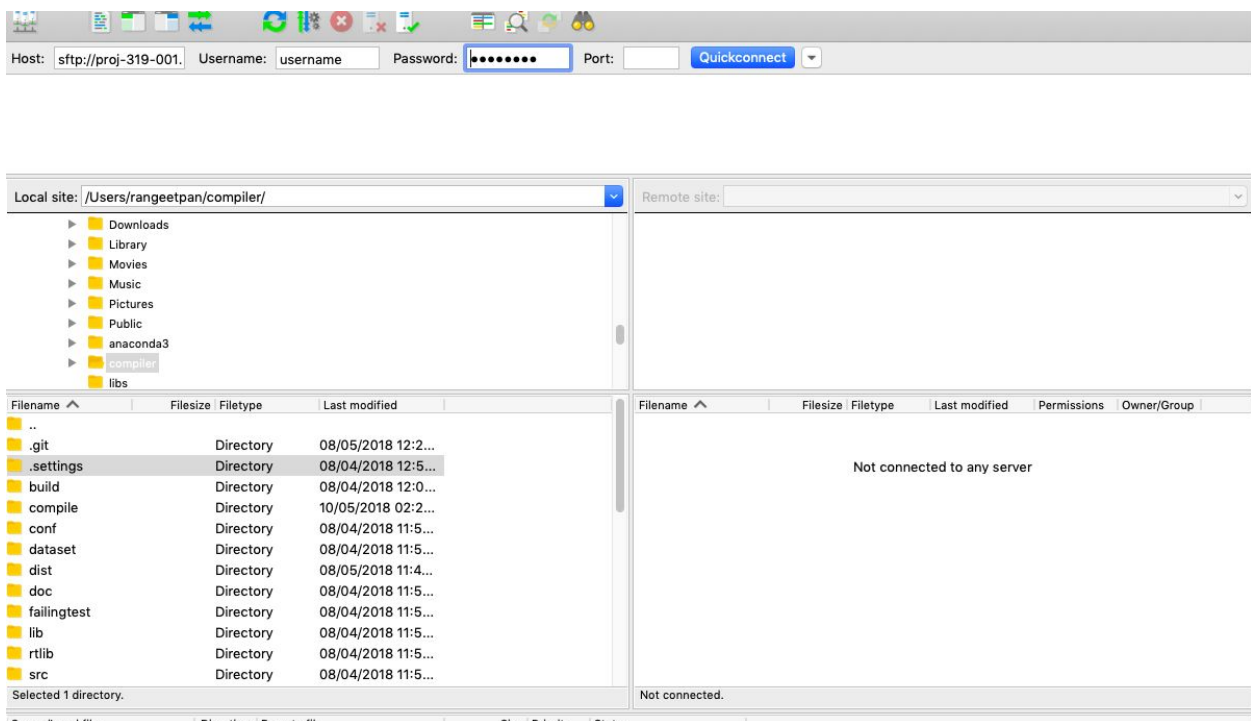 Host: sftp://proj-319-001. Username: username Password: •••••••• Port: Quickconnect
Local site: /Users/rangeetpan/compiler/ Remote site:
Downloads
Library
Movies
Music
Pictures
Public
anaconda3
compiler
libs
Filename Filesize Filetype Last modified Filename Filesize Filetype Last modified Permissions Owner/Group
..
.git Directory 08/05/2018 12:2...
.settings Directory 08/04/2018 12:5... Not connected to any server
build Directory 08/04/2018 12:0...
compile Directory 10/05/2018 02:2...
conf Directory 08/04/2018 11:5...
dataset Directory 08/04/2018 11:5...
dist Directory 08/05/2018 11:4...
doc Directory 08/04/2018 11:5...
failingtest Directory 08/04/2018 11:5...
lib Directory 08/04/2018 11:5...
rtlib Directory 08/04/2018 11:5...
src Directory 08/04/2018 11:5...
Selected 1 directory. Not connected.